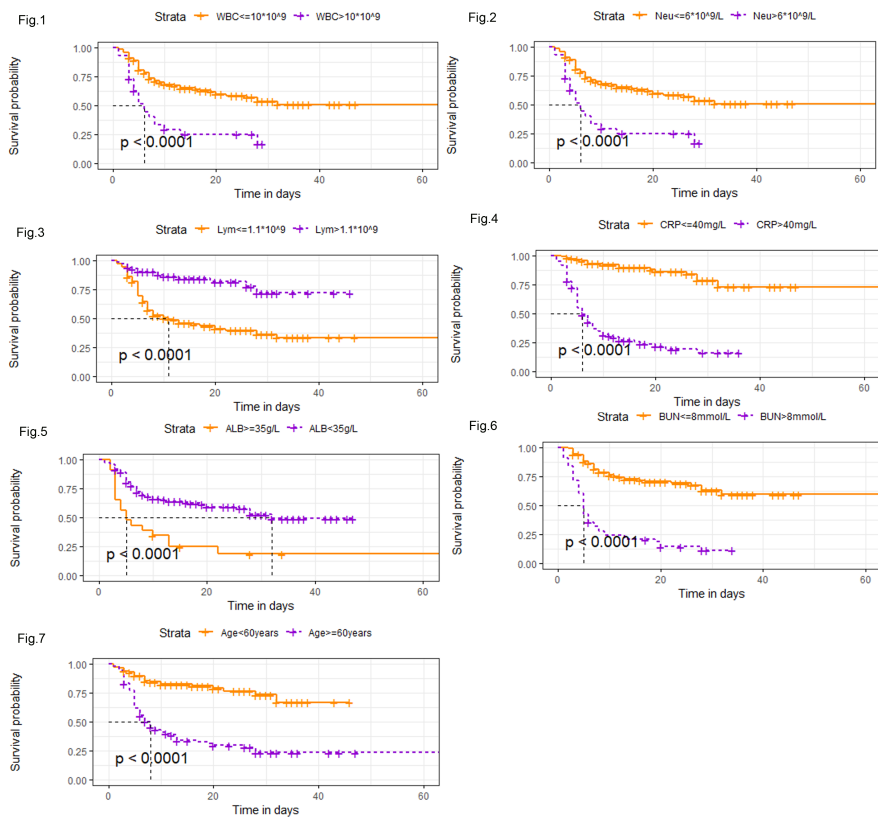 Fig.1
Strata WBC<=10*10^9 WBC>10*10^9
Survival probability
1.00
0.75
0.50
0.25
0.00
p < 0.0001
0 20 40 60
Time in days
Fig.2
Strata Neu<=6*10^9/L Neu>6*10^9/L
Survival probability
1.00
0.75
0.50
0.25
0.00
p < 0.0001
0 20 40 60
Time in days
Fig.3
Strata Lym<=1.1*10^9 Lym>1.1*10^9
Survival probability
1.00
0.75
0.50
0.25
0.00
p < 0.0001
0 20 40 60
Time in days
Fig.4
Strata CRP<=40mg/L CRP>40mg/L
Survival probability
1.00
0.75
0.50
0.25
0.00
p < 0.0001
0 20 40 60
Time in days
Fig.5
Strata ALB>=35g/L ALB<35g/L
Survival probability
1.00
0.75
0.50
0.25
0.00
p < 0.0001
0 20 40 60
Time in days
Fig.6
Strata BUN<=8mmol/L BUN>8mmol/L
Survival probability
1.00
0.75
0.50
0.25
0.00
p < 0.0001
0 20 40 60
Time in days
Fig.7
Strata Age<60years Age>=60years
Survival probability
1.00
0.75
0.50
0.25
0.00
p < 0.0001
0 20 40 60
Time in days